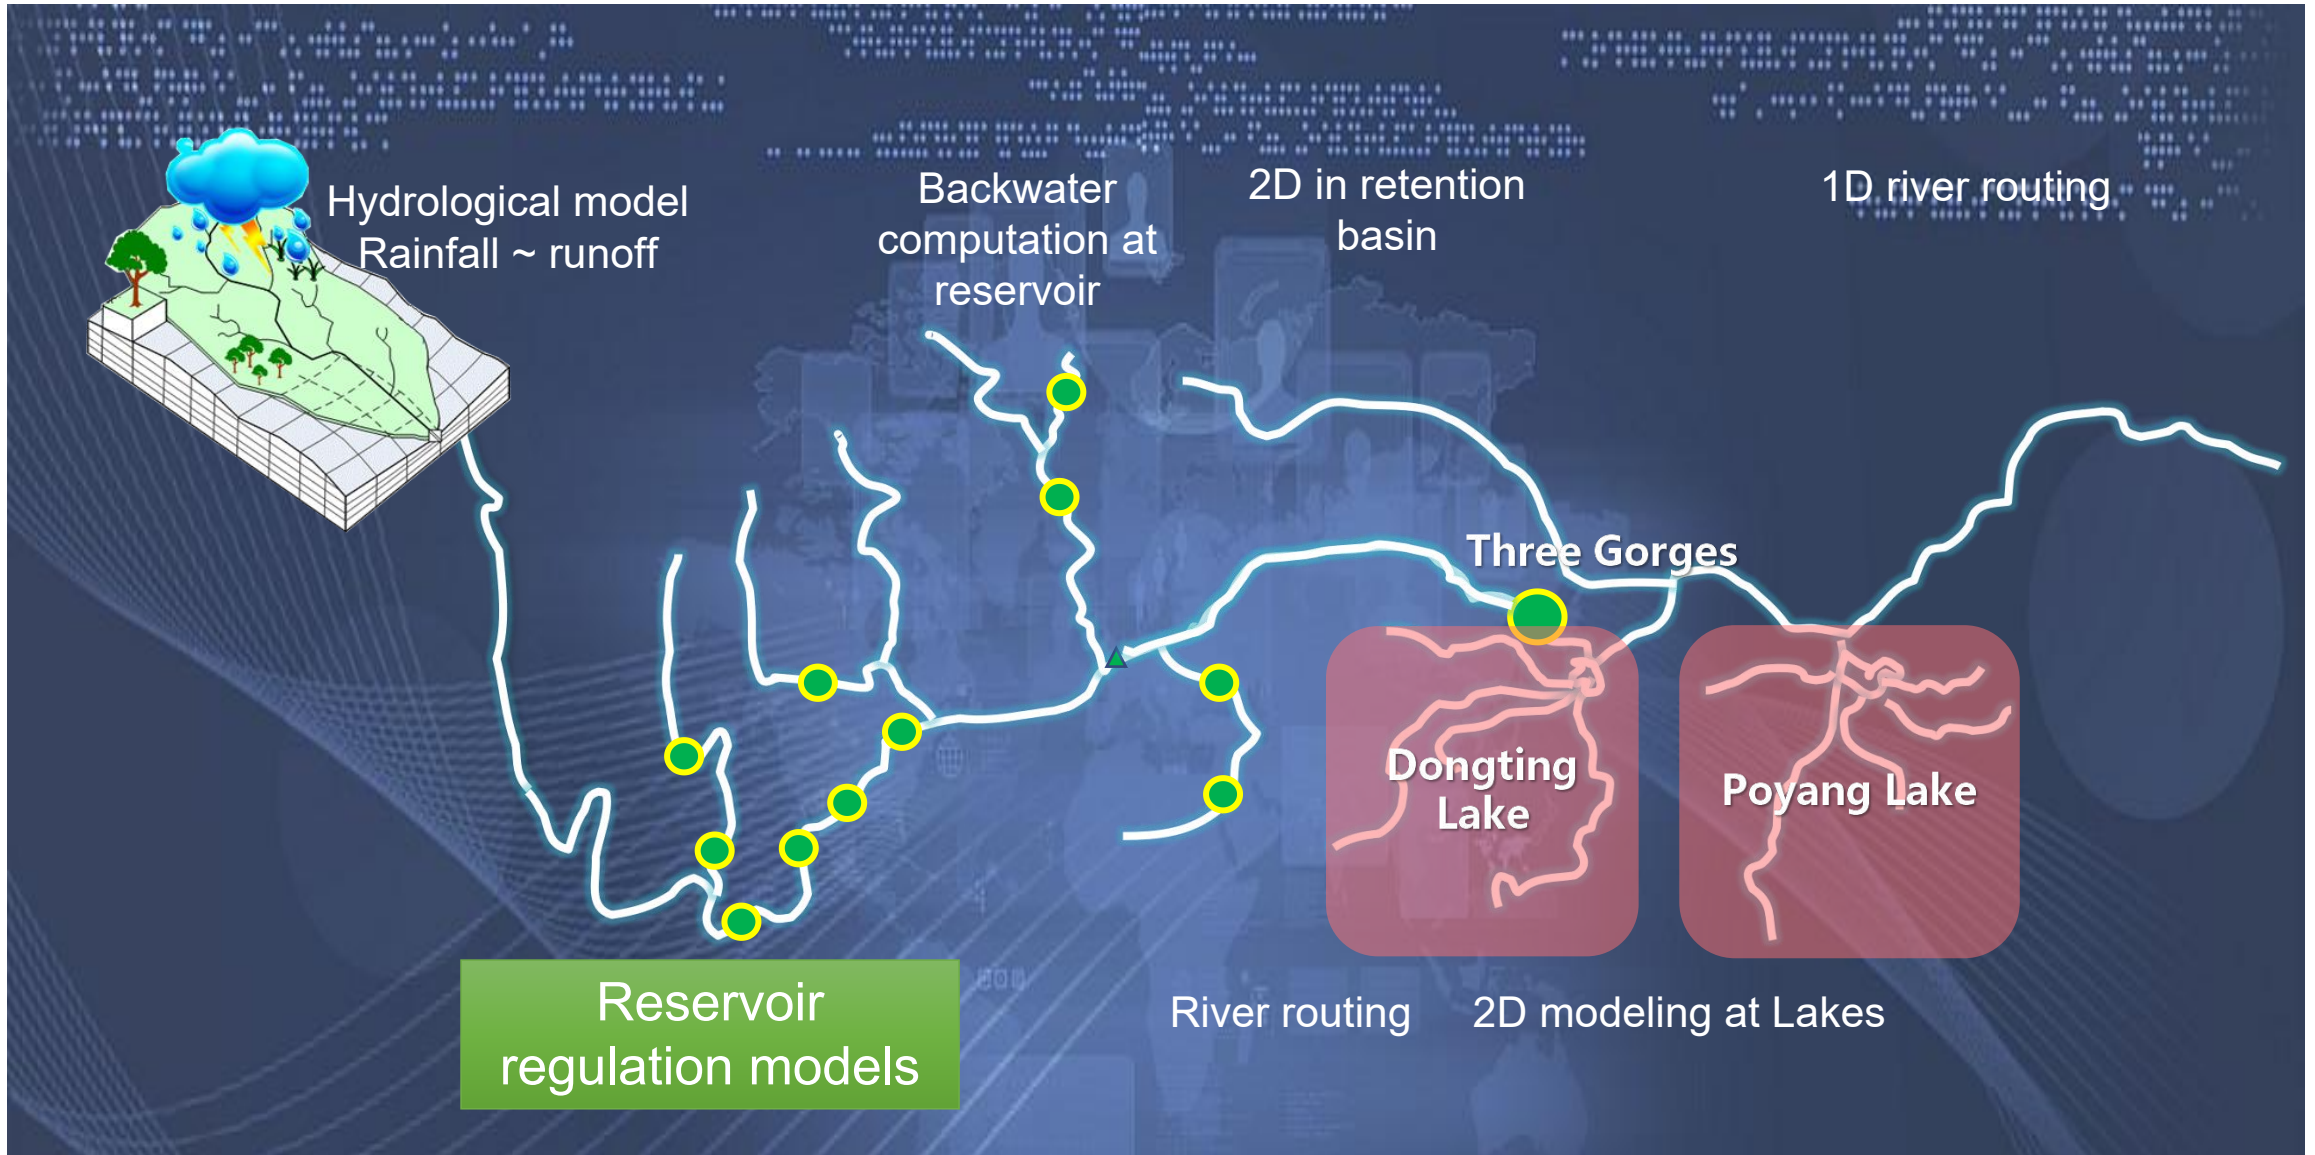 Hydrological model
Rainfall ~ runoff
Backwater
computation at
reservoir
2D in retention
basin
1D river routing
Three Gorges
Dongting
Lake
Poyang Lake
Reservoir
regulation models
River routing
2D modeling at Lakes